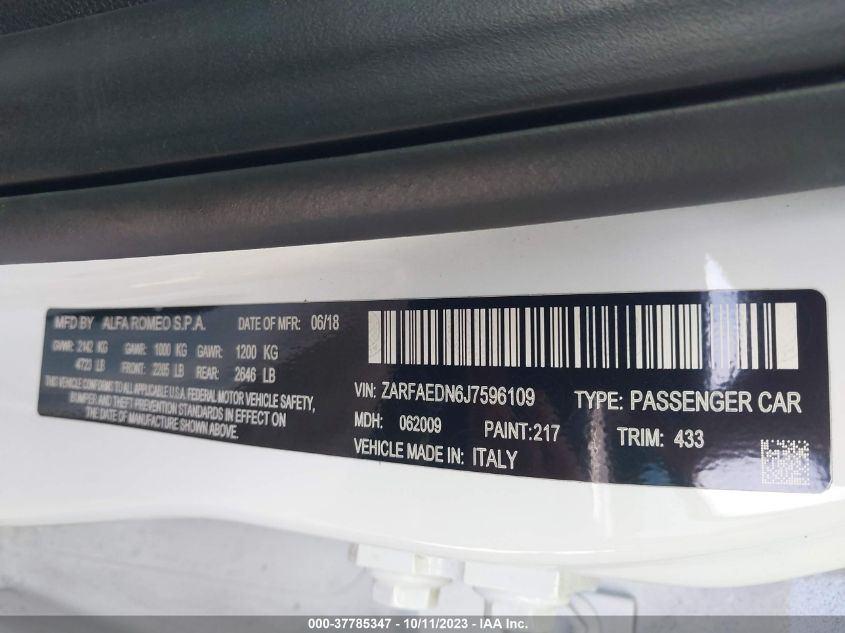 MFD BY ALFA ROMEO S.P.A. DATE OF MFR: 06/18
GVWR: 2142 KG GAWR: 1000 KG GAWR: 1200 KG
4723 LB FRONT: 2205 LB REAR: 2646 LB
THIS VEHICLE CONFORMS TO ALL APPLICABLE U.S.A. FEDERAL MOTOR VEHICLE SAFETY,
BUMPER AND THEFT PREVENTION STANDARDS IN EFFECT ON
THE DATE OF MANUFACTURE SHOWN ABOVE.
VIN: ZARFAEDN6J7596109 TYPE: PASSENGER CAR
MDH: 062009 PAINT:217 TRIM: 433
VEHICLE MADE IN: ITALY
000-37785347 - 10/11/2023 - IAA Inc.